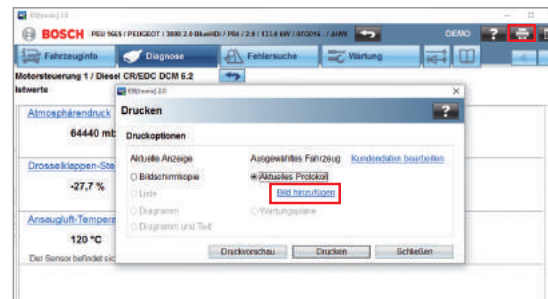 ESI[tronic] 2.0
BOSCH PEU 1665 / PEUGEOT / 3008 2.0 BlueHDi / P84 / 2.0 / 133.0 kW / 01/2016.. / AHW DEMO ?
Fahrzeuginfo Diagnose Fehlersuche Wartung
Motorsteuerung 1 / Diesel CR/EDC DCM 6.2
Istwerte
ESI[tronic] 2.0
Drucken ?
Druckoptionen
Atmosphärendruck
64440 mb
Aktuelle Anzeige Ausgewähltes Fahrzeug Kundendaten bearbeiten
Bildschirmkopie Aktuelles Protokoll
Liste Bild hinzufügen
Drosselklappen-Ste
-27,7 %
Diagramm Wartungspläne
Diagramm und Text
Ansaugluft-Tempera
120 °C
Druckvorschau Drucken Schließen
Der Sensor befindet sic